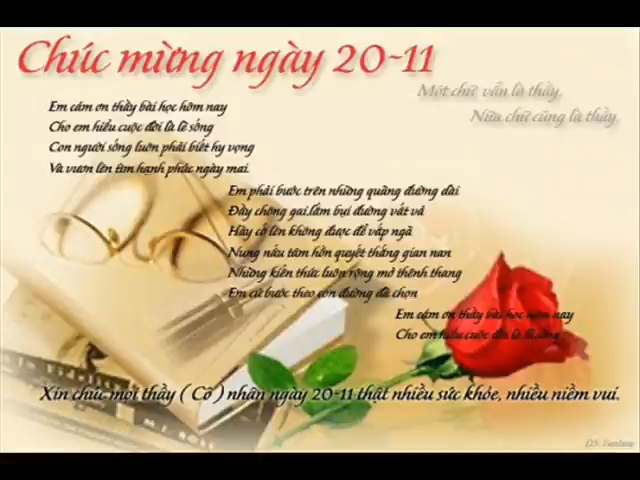 Chúc mừng ngày 20-11
Một chữ vẫn là thầy,
Nửa chữ cũng là thầy,
Em cám ơn thầy bài học hôm nay
Cho em hiểu cuộc đời là lẽ sống
Con người sống luôn phải biết hy vọng
Và vươn lên tìm hạnh phúc ngày mai.
Em phải bước trên những quãng đường dài
Đầy chông gai,lấm bụi đường vất vả
Hãy cố lên không được để vấp ngã
Nung nấu tâm hồn quyết thắng gian nan
Những kiến thức luôn rộng mở thênh thang
Em cứ bước theo con đường đã chọn
Em cám ơn thầy bài học hôm nay
Cho em hiểu cuộc đời là lẽ sống
Xin chúc mọi thầy ( Cô ) nhân ngày 20-11 thật nhiều sức khỏe, nhiều niềm vui.